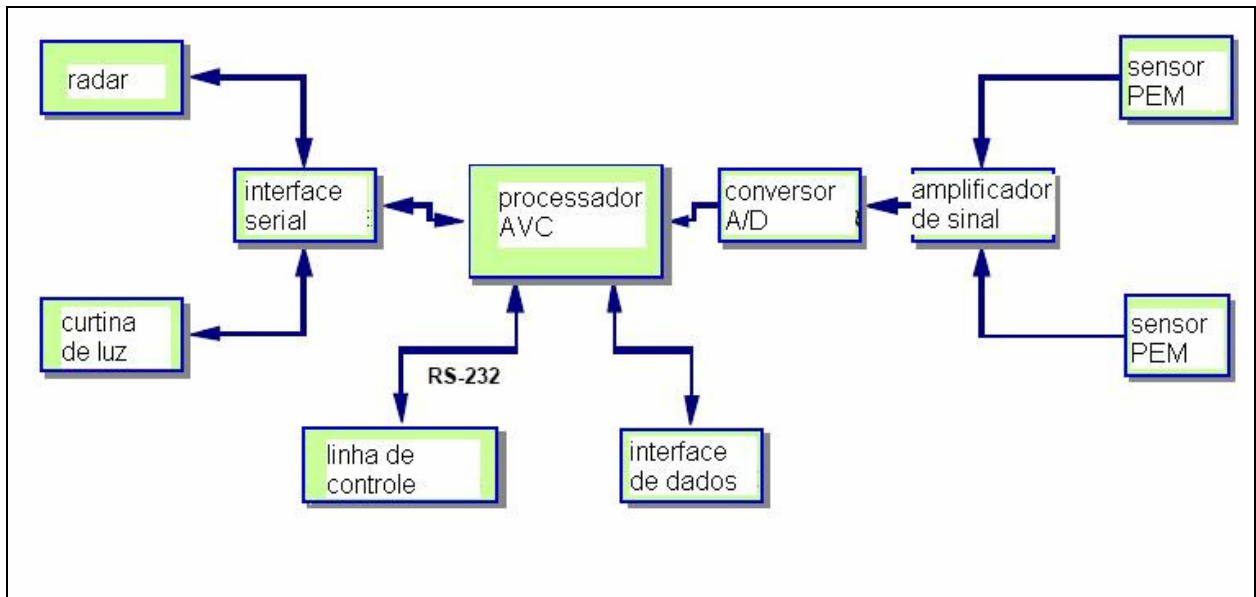 radar
sensor
PEM
interface
serial
processador
AVC
conversor
A/D
amplificador
de sinal
curtina
de luz
sensor
PEM
RS-232
linha de
controle
interface
de dados